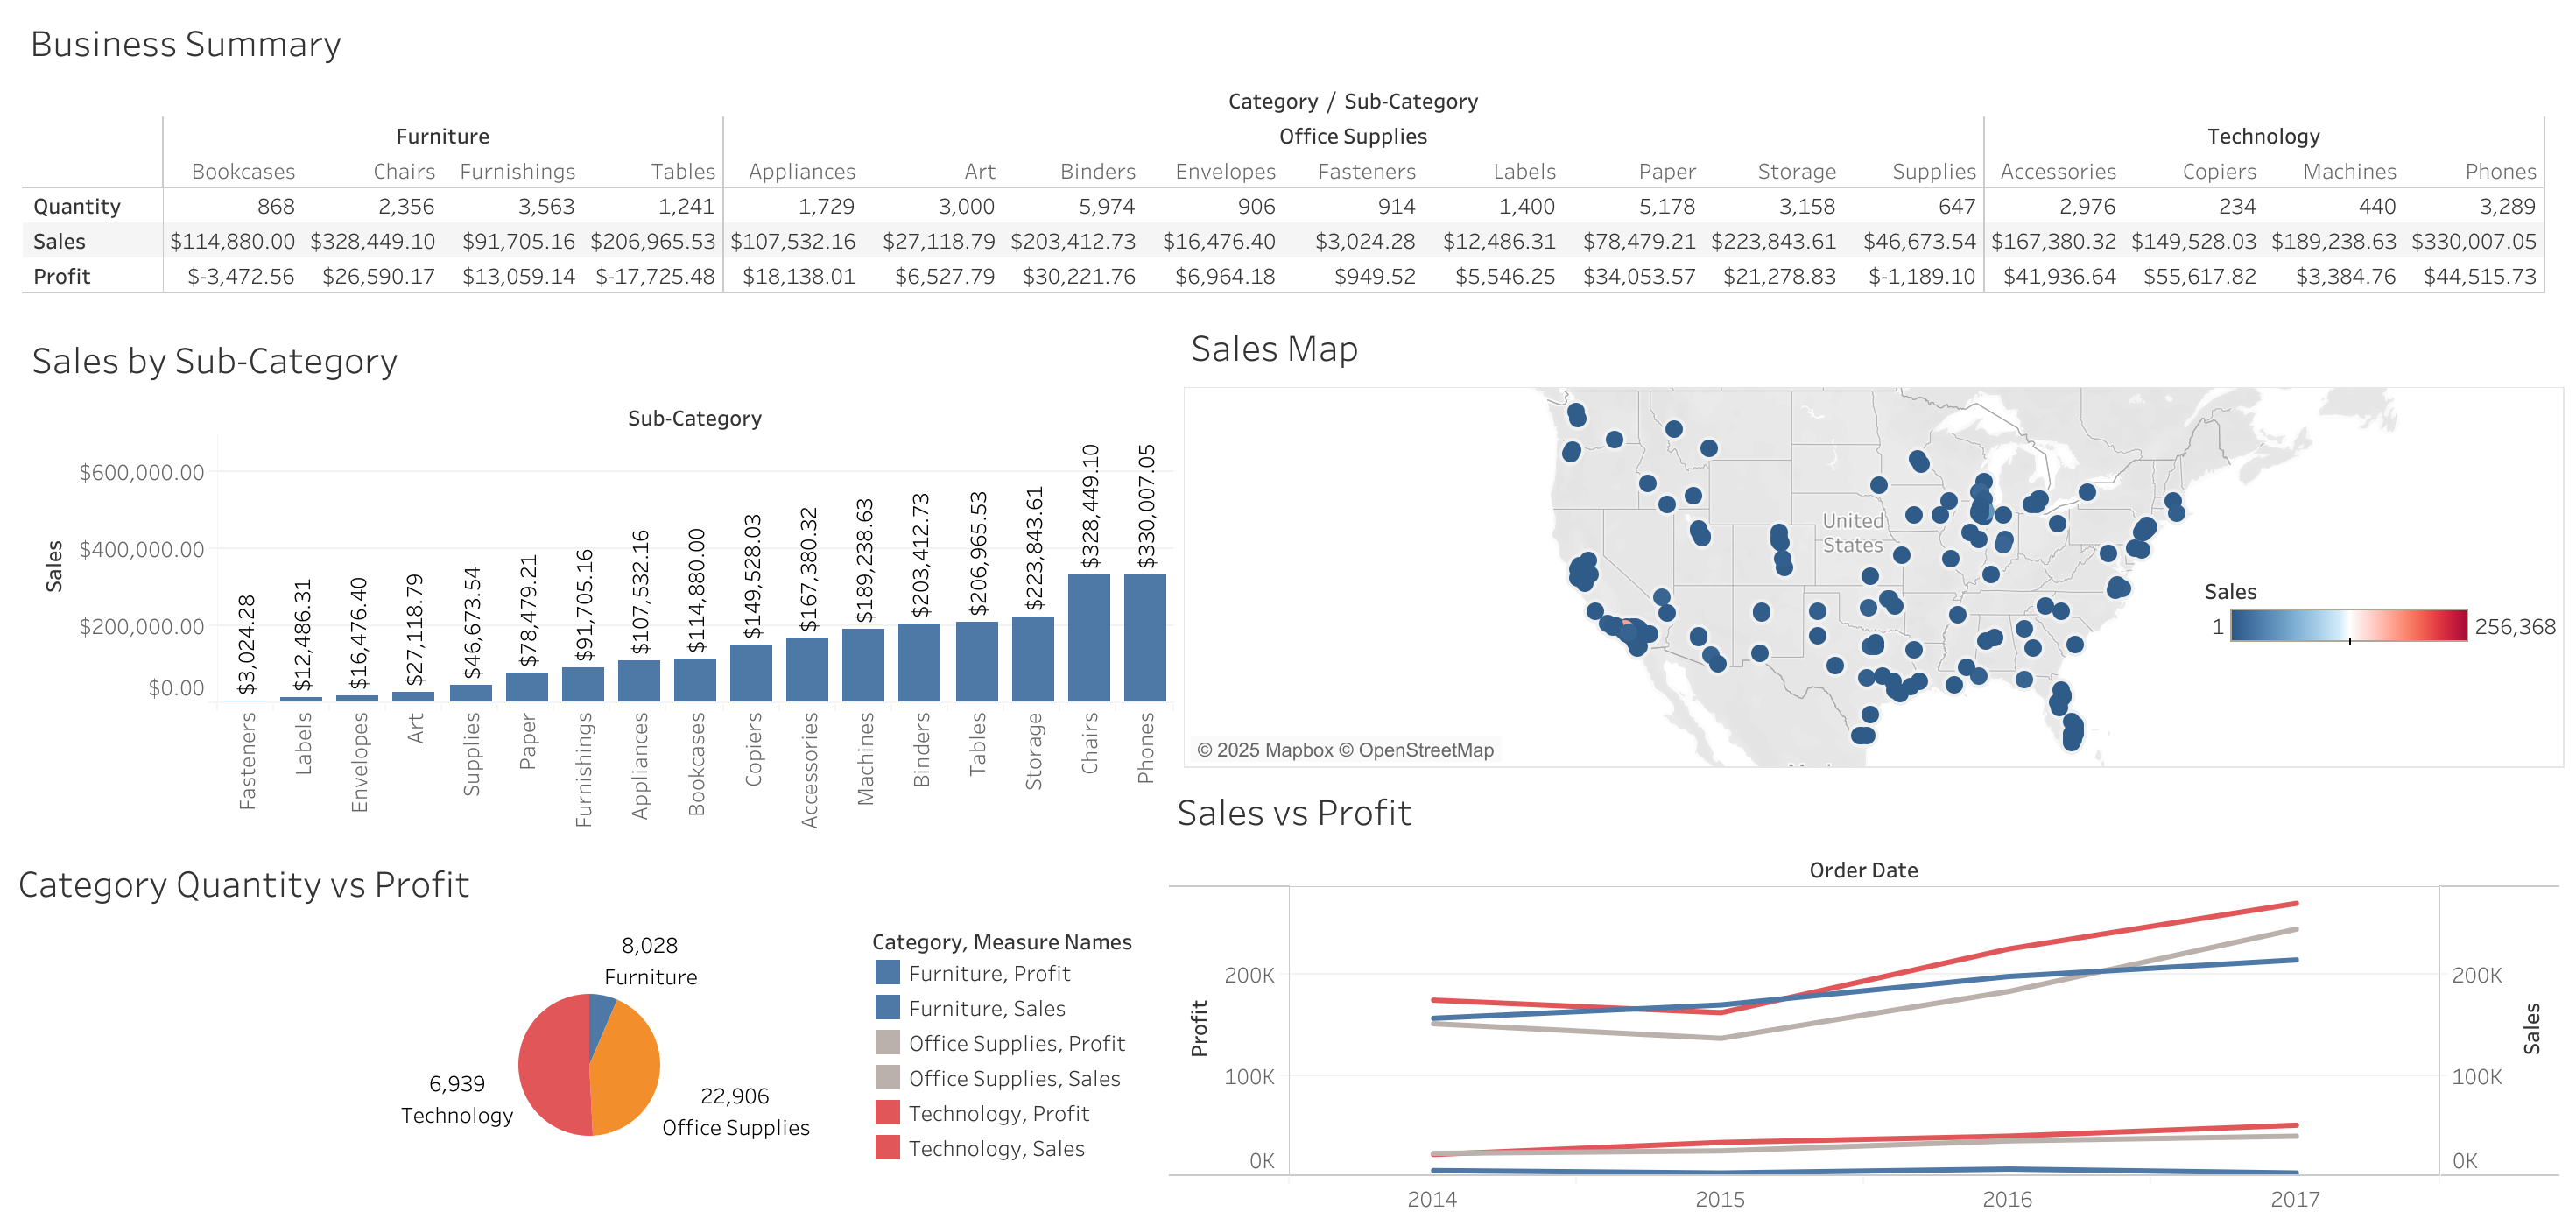 Business Summary
Category / Sub-Category
Furniture Office Supplies Technology
Bookcases Chairs Furnishings Tables Appliances Art Binders Envelopes Fasteners Labels Paper Storage Supplies Accessories Copiers Machines Phones
Quantity 868 2,356 3,563 1,241 1,729 3,000 5,974 906 914 1,400 5,178 3,158 647 2,976 234 440 3,289
Sales $114,880.00 $328,449.10 $91,705.16 $206,965.53 $107,532.16 $27,118.79 $203,412.73 $16,476.40 $3,024.28 $12,486.31 $78,479.21 $223,843.61 $46,673.54 $167,380.32 $149,528.03 $189,238.63 $330,007.05
Profit $-3,472.56 $26,590.17 $13,059.14 $-17,725.48 $18,138.01 $6,527.79 $30,221.76 $6,964.18 $949.52 $5,546.25 $34,053.57 $21,278.83 $-1,189.10 $41,936.64 $55,617.82 $3,384.76 $44,515.73
Sales by Sub-Category
Sub-Category
Sales
$600,000.00
$400,000.00
$200,000.00
$0.00
$3,024.28
$12,486.31
$16,476.40
$27,118.79
$46,673.54
$78,479.21
$91,705.16
$107,532.16
$114,880.00
$149,528.03
$167,380.32
$189,238.63
$203,412.73
$206,965.53
$223,843.61
$328,449.10
$330,007.05
Fasteners
Labels
Envelopes
Art
Supplies
Paper
Furnishings
Appliances
Bookcases
Copiers
Accessories
Machines
Binders
Tables
Storage
Chairs
Phones
Sales Map
United
States
Sales
1 256,368
© 2025 Mapbox © OpenStreetMap
Category Quantity vs Profit
8,028
Furniture
6,939
Technology
22,906
Office Supplies
Category, Measure Names
Furniture, Profit
Furniture, Sales
Office Supplies, Profit
Office Supplies, Sales
Technology, Profit
Technology, Sales
Sales vs Profit
Order Date
Profit
200K
100K
0K
200K
100K
0K
Sales
2014 2015 2016 2017